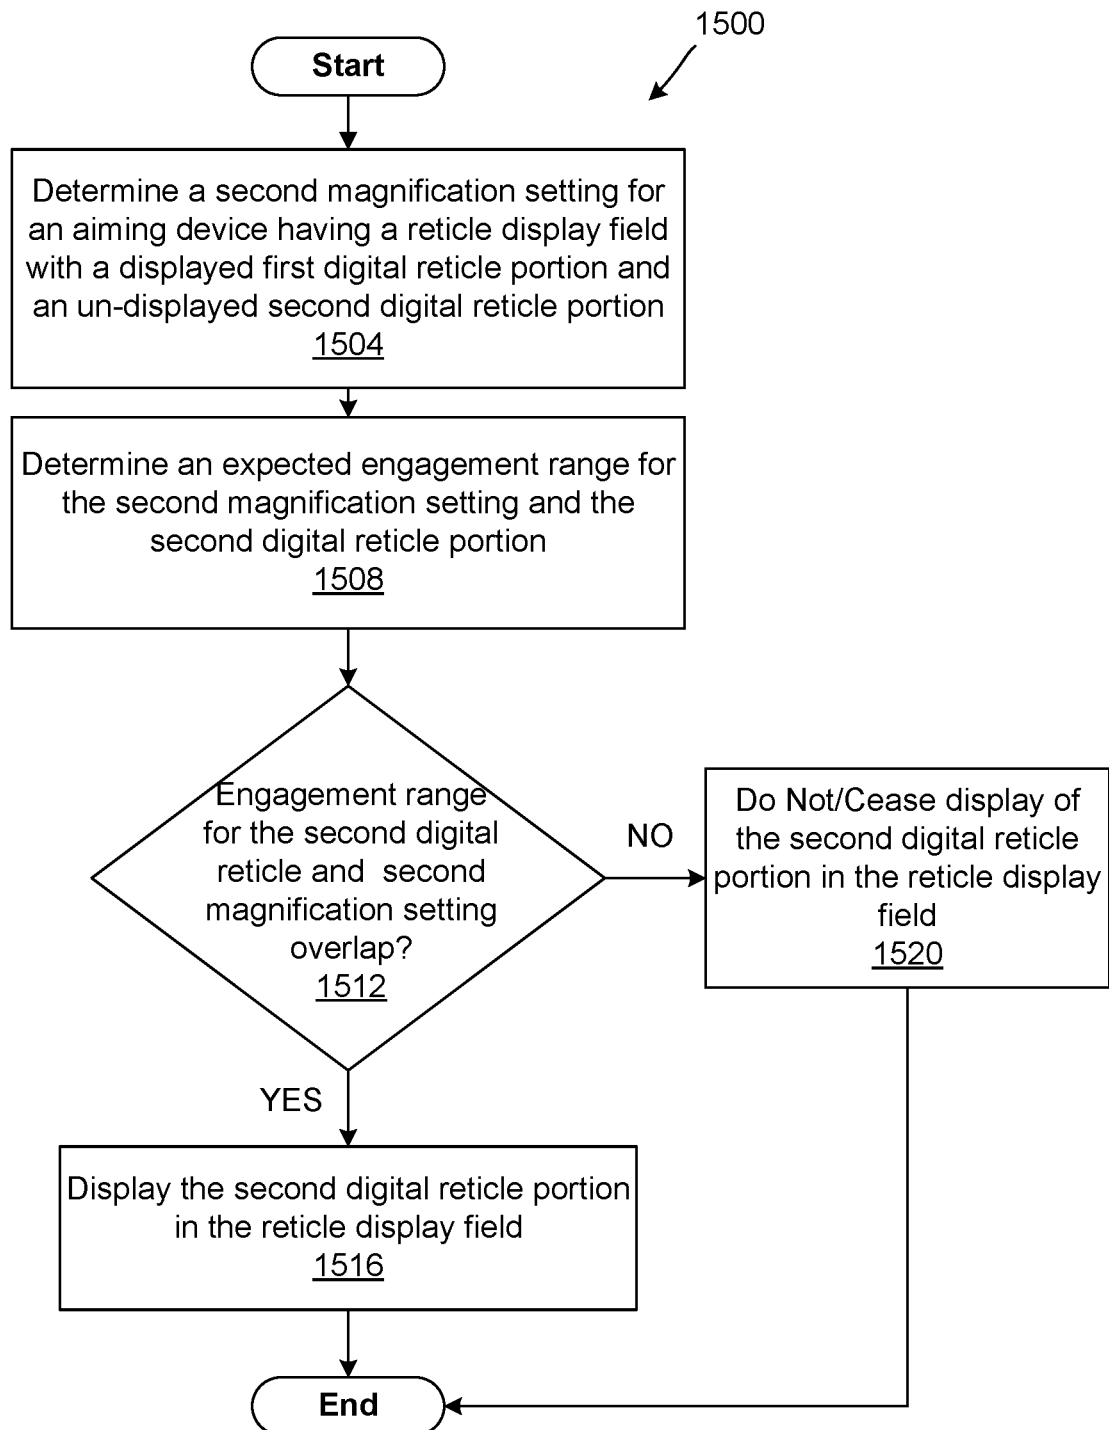 1500
Start
Determine a second magnification setting for
an aiming device having a reticle display field
with a displayed first digital reticle portion and
an un-displayed second digital reticle portion
1504
Determine an expected engagement range for
the second magnification setting and the
second digital reticle portion
1508
Engagement range
for the second digital
reticle and second
magnification setting
overlap?
1512
NO
Do Not/Cease display of
the second digital reticle
portion in the reticle display
field
1520
YES
Display the second digital reticle portion
in the reticle display field
1516
End